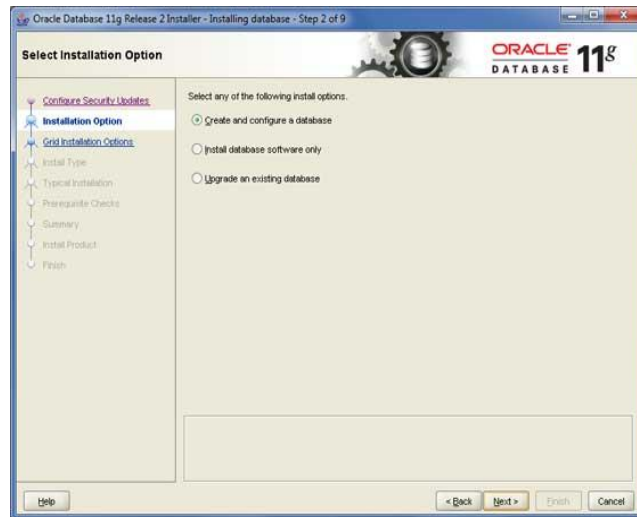 Oracle Database 11g Release 2 Installer - Installing database - Step 2 of 9
Select Installation Option
ORACLE
DATABASE 11g
Configure Security Updates
Installation Option
Grid Installation Options
Install Type
Typical Installation
Prerequisite Checks
Summary
Install Product
Finish
Select any of the following install options.
Create and configure a database
Install database software only
Upgrade an existing database
Help
< Back
Next >
Finish
Cancel